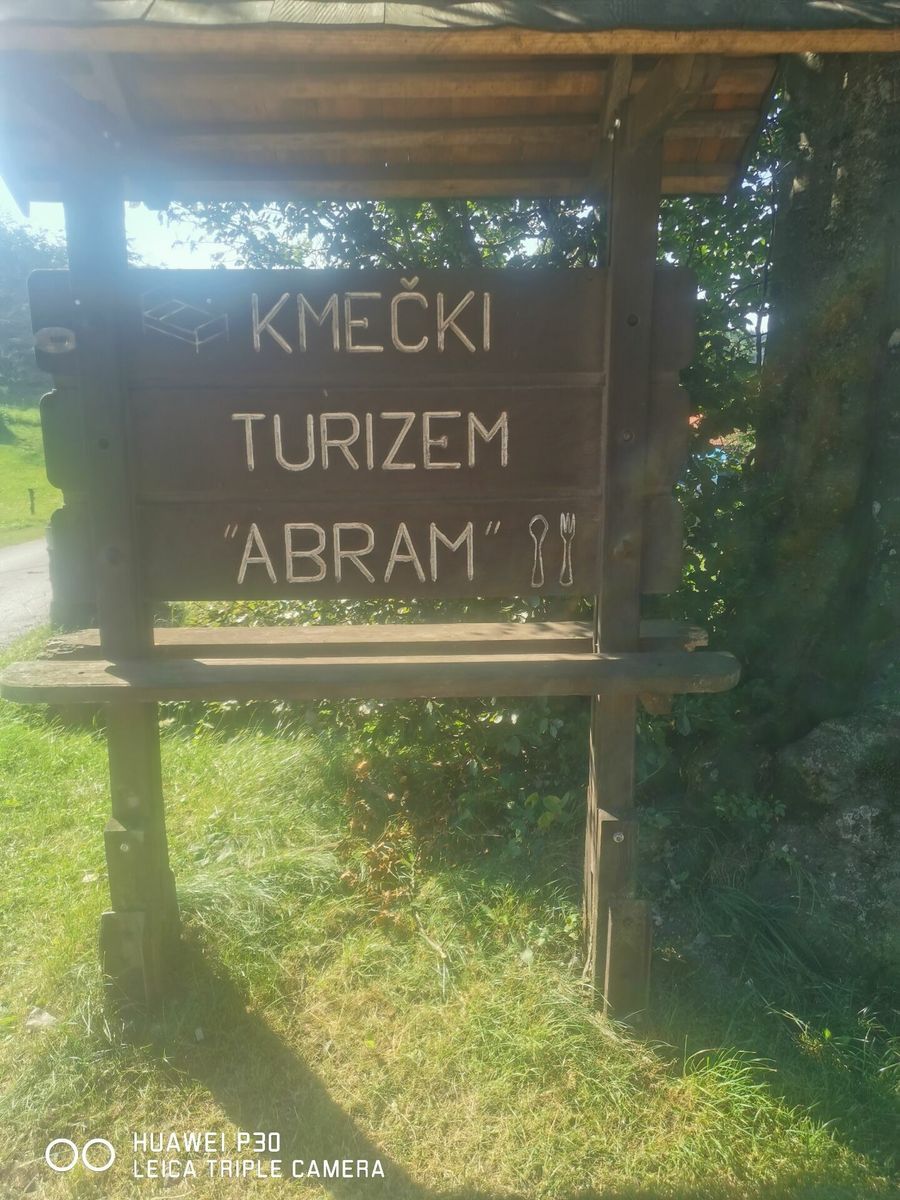 KMEČKI
TURIZEM
"ABRAM"
HUAWEI P30
LEICA TRIPLE CAMERA